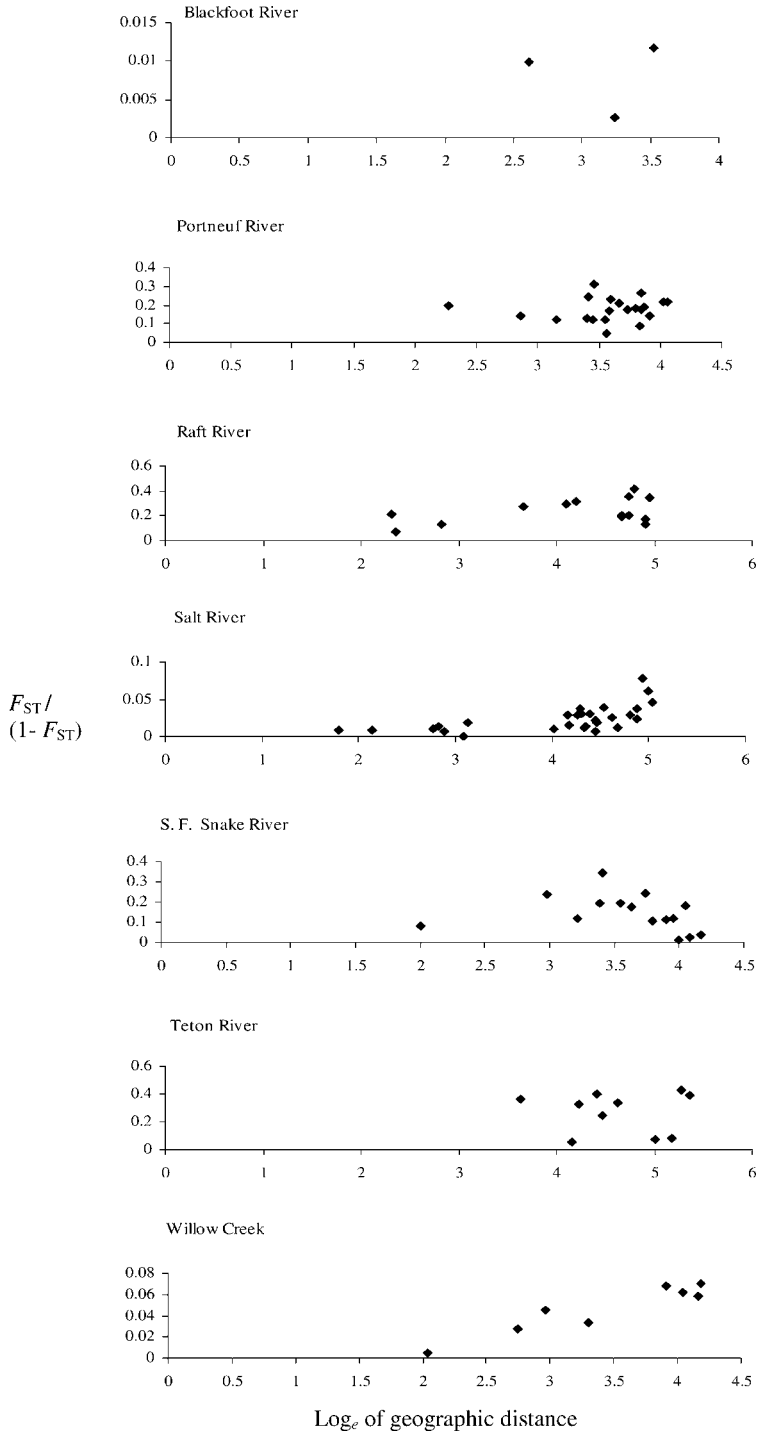 Blackfoot River
0.015
0.01
0.005
0
0 0.5 1 1.5 2 2.5 3 3.5 4
Portneuf River
0.4
0.3
0.2
0.1
0
0 0.5 1 1.5 2 2.5 3 3.5 4 4.5
Raft River
0.6
0.4
0.2
0
0 1 2 3 4 5 6
Salt River
0.1
0.05
0
0 1 2 3 4 5 6
F_ST /
(1- F_ST)
S. F. Snake River
0.4
0.3
0.2
0.1
0
0 0.5 1 1.5 2 2.5 3 3.5 4 4.5
Teton River
0.6
0.4
0.2
0
0 1 2 3 4 5 6
Willow Creek
0.08
0.06
0.04
0.02
0
0 0.5 1 1.5 2 2.5 3 3.5 4 4.5
Log_e of geographic distance